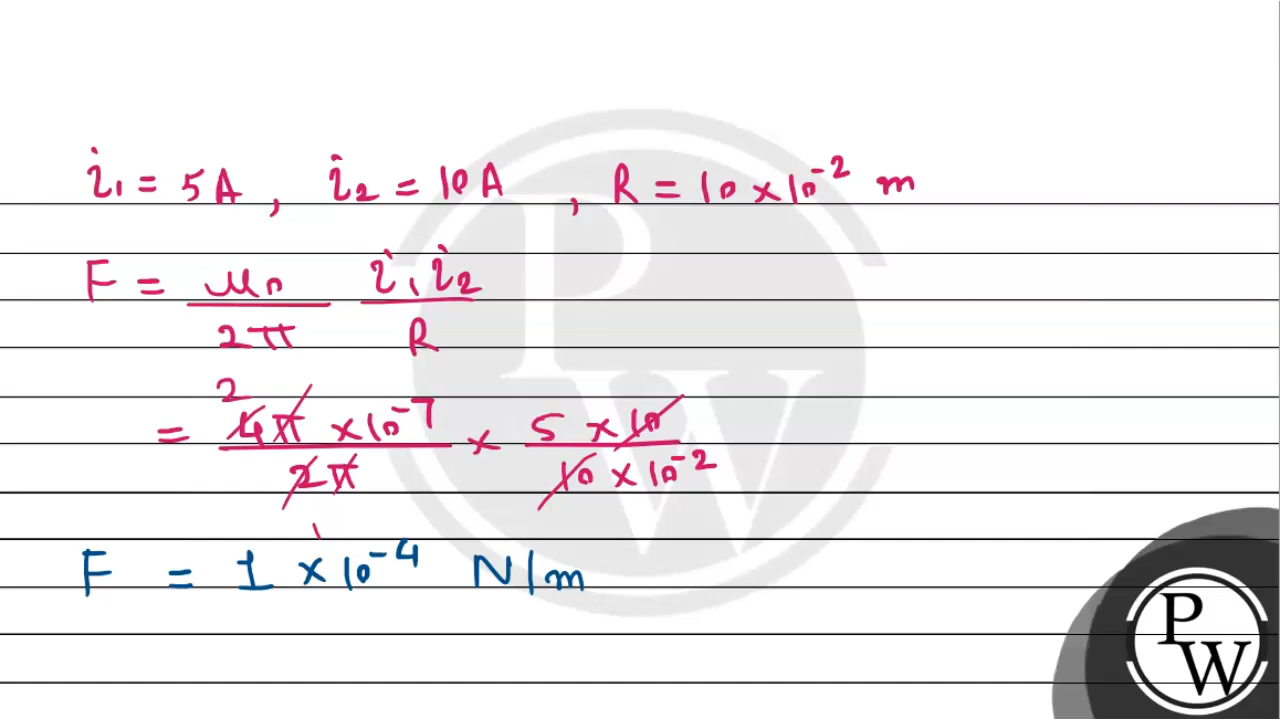 i₁ = 5A , i₂ = 10A , R = 10 × 10⁻² m
F = μ₀/2π i₁i₂/R
= 2 4π × 10⁻⁷/2π × 5 × 10/10 × 10⁻²
F = 1 × 10⁻⁴ N/m
P
W
P
W